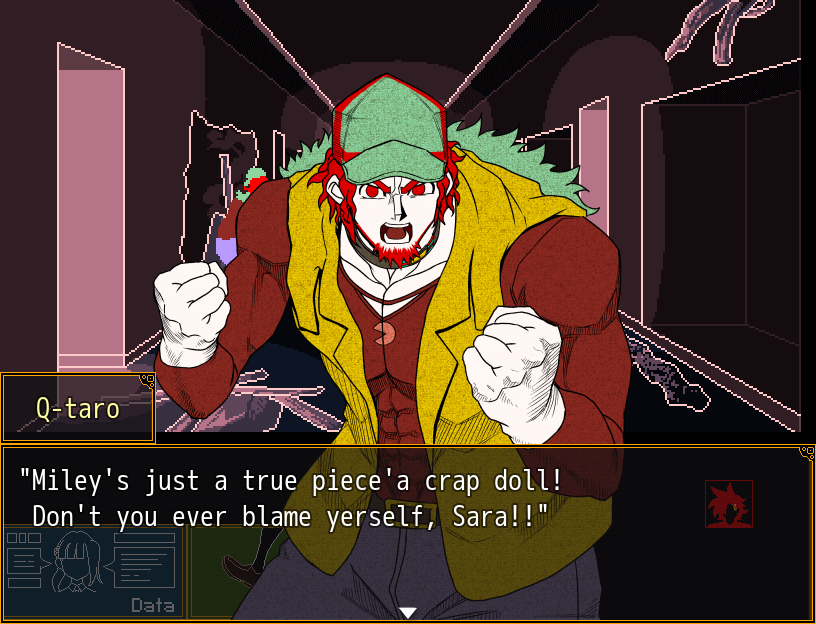 Q-taro
"Miley's just a true piece'a crap doll!
Don't you ever blame yerself, Sara!!"
Data